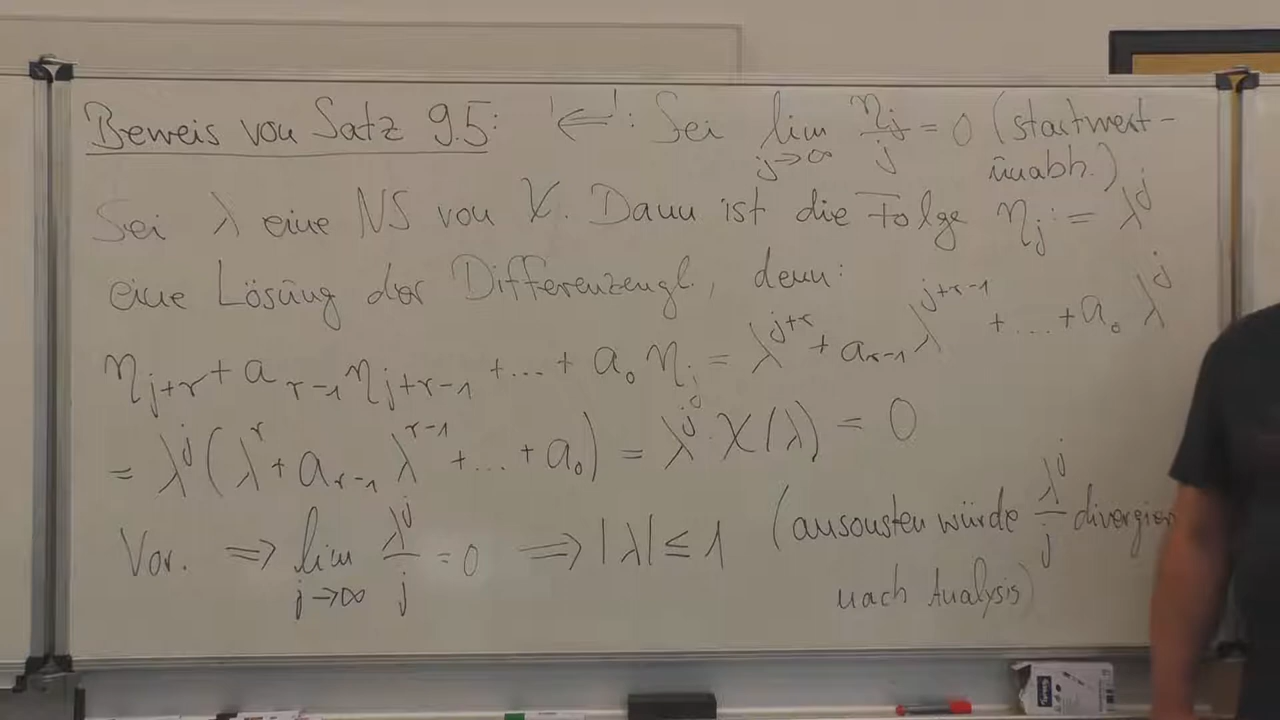 Beweis von Satz 9.5: "⇐": Sei lim_{j→∞} η_j/j = 0 (startwert-
unabh.)
Sei λ eine NS von χ. Dann ist die Folge η_j := λ^j
eine Lösung der Differenzengl., denn:
η_{j+r} + a_{r-1} η_{j+r-1} + ... + a_0 η_j = λ^{j+r} + a_{r-1} λ^{j+r-1} + ... + a_0 λ^j
= λ^j (λ^r + a_{r-1} λ^{r-1} + ... + a_0) = λ^j · χ(λ) = 0
Vor. ⇒ lim_{j→∞} λ^j/j = 0 ⇒ |λ| ≤ 1 (ansonsten würde λ^j/j divergier
nach Analysis)